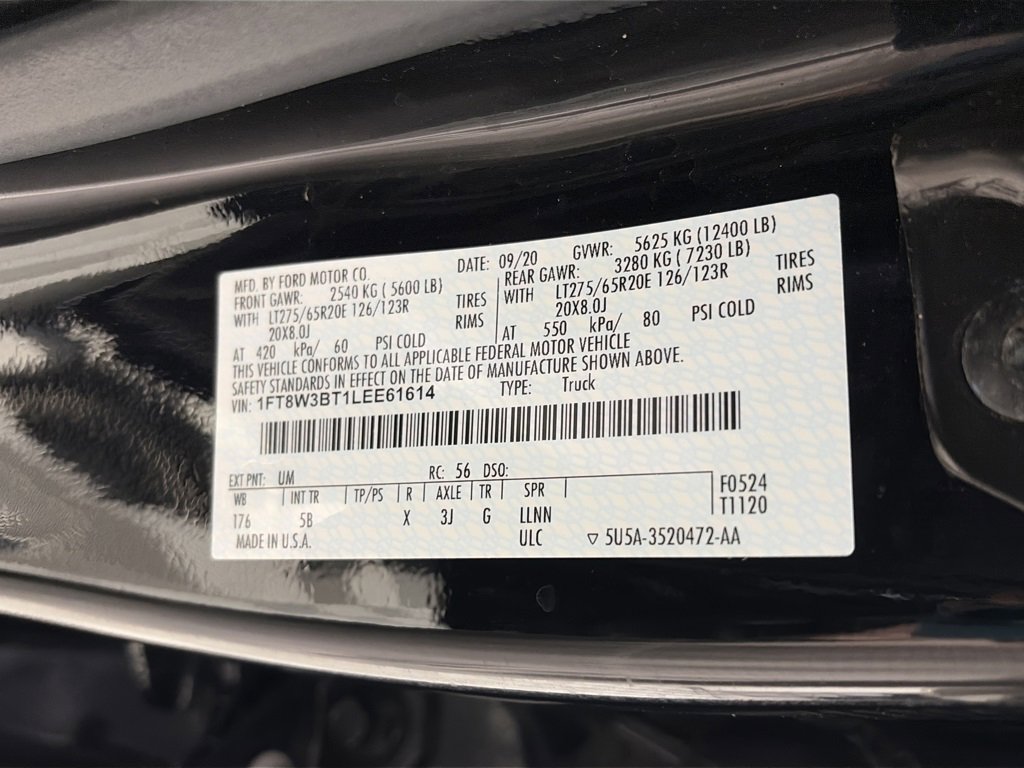 MFD. BY FORD MOTOR CO. DATE: 09/20 GVWR: 5625 KG (12400 LB)
FRONT GAWR: 2540 KG ( 5600 LB) REAR GAWR: 3280 KG ( 7230 LB)
WITH LT275/65R20E 126/123R TIRES WITH LT275/65R20E 126/123R TIRES
20X8.0J RIMS 20X8.0J RIMS
AT 420 kPa/ 60 PSI COLD AT 550 kPa/ 80 PSI COLD
THIS VEHICLE CONFORMS TO ALL APPLICABLE FEDERAL MOTOR VEHICLE
SAFETY STANDARDS IN EFFECT ON THE DATE OF MANUFACTURE SHOWN ABOVE.
VIN: 1FT8W3BT1LEE61614 TYPE: Truck
EXT PNT: UM RC: 56 DSO:
WB INT TR TP/PS R AXLE TR SPR F0524
176 5B X 3J G LLNN T1120
MADE IN U.S.A. ULC ▽ 5U5A-3520472-AA